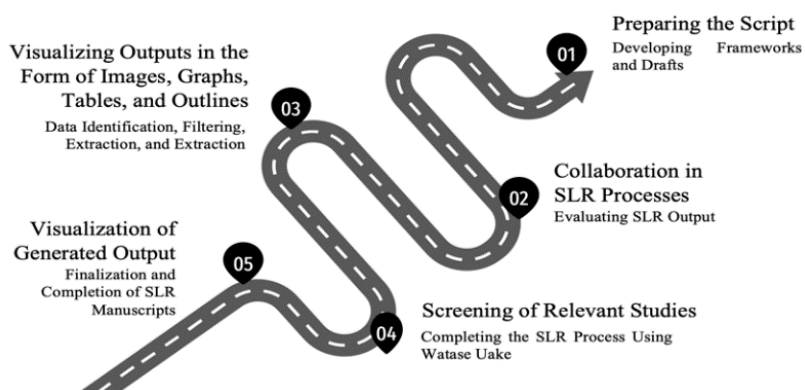 01
Preparing the Script
Developing Frameworks
and Drafts
02
Collaboration in
SLR Processes
Evaluating SLR Output
03
Visualizing Outputs in the
Form of Images, Graphs,
Tables, and Outlines
Data Identification, Filtering,
Extraction, and Extraction
04
Screening of Relevant Studies
Completing the SLR Process Using
Watase Uake
05
Visualization of
Generated Output
Finalization and
Completion of SLR
Manuscripts